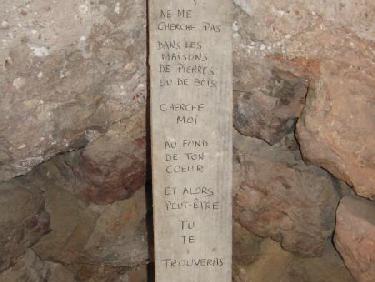 NE ME
CHERCHE PAS
DANS LES
MAISONS
DE PIERRES
OU DE BOIS
CHERCHE
MOI
AU FOND
DE TON
COEUR
ET ALORS
PEUT-ÊTRE
TU
TE
TROUVERAS